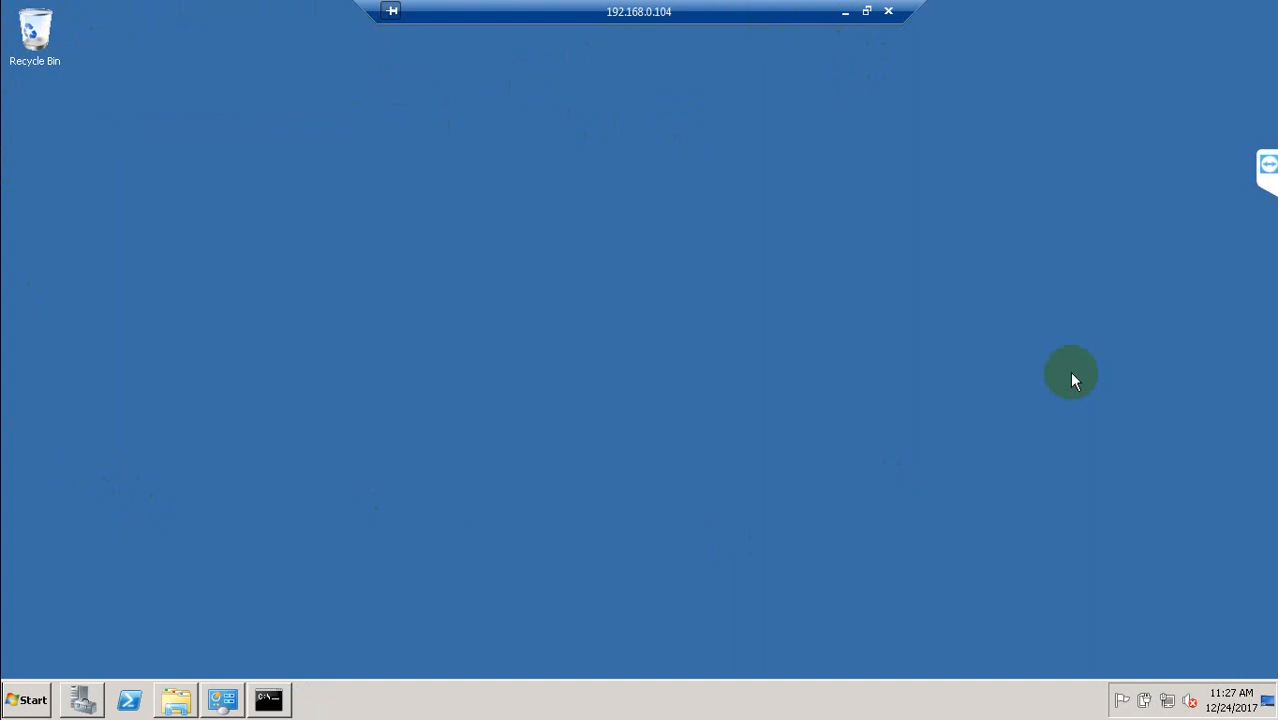 192.168.0.104
Recycle Bin
Start
C:\_
11:27 AM
12/24/2017